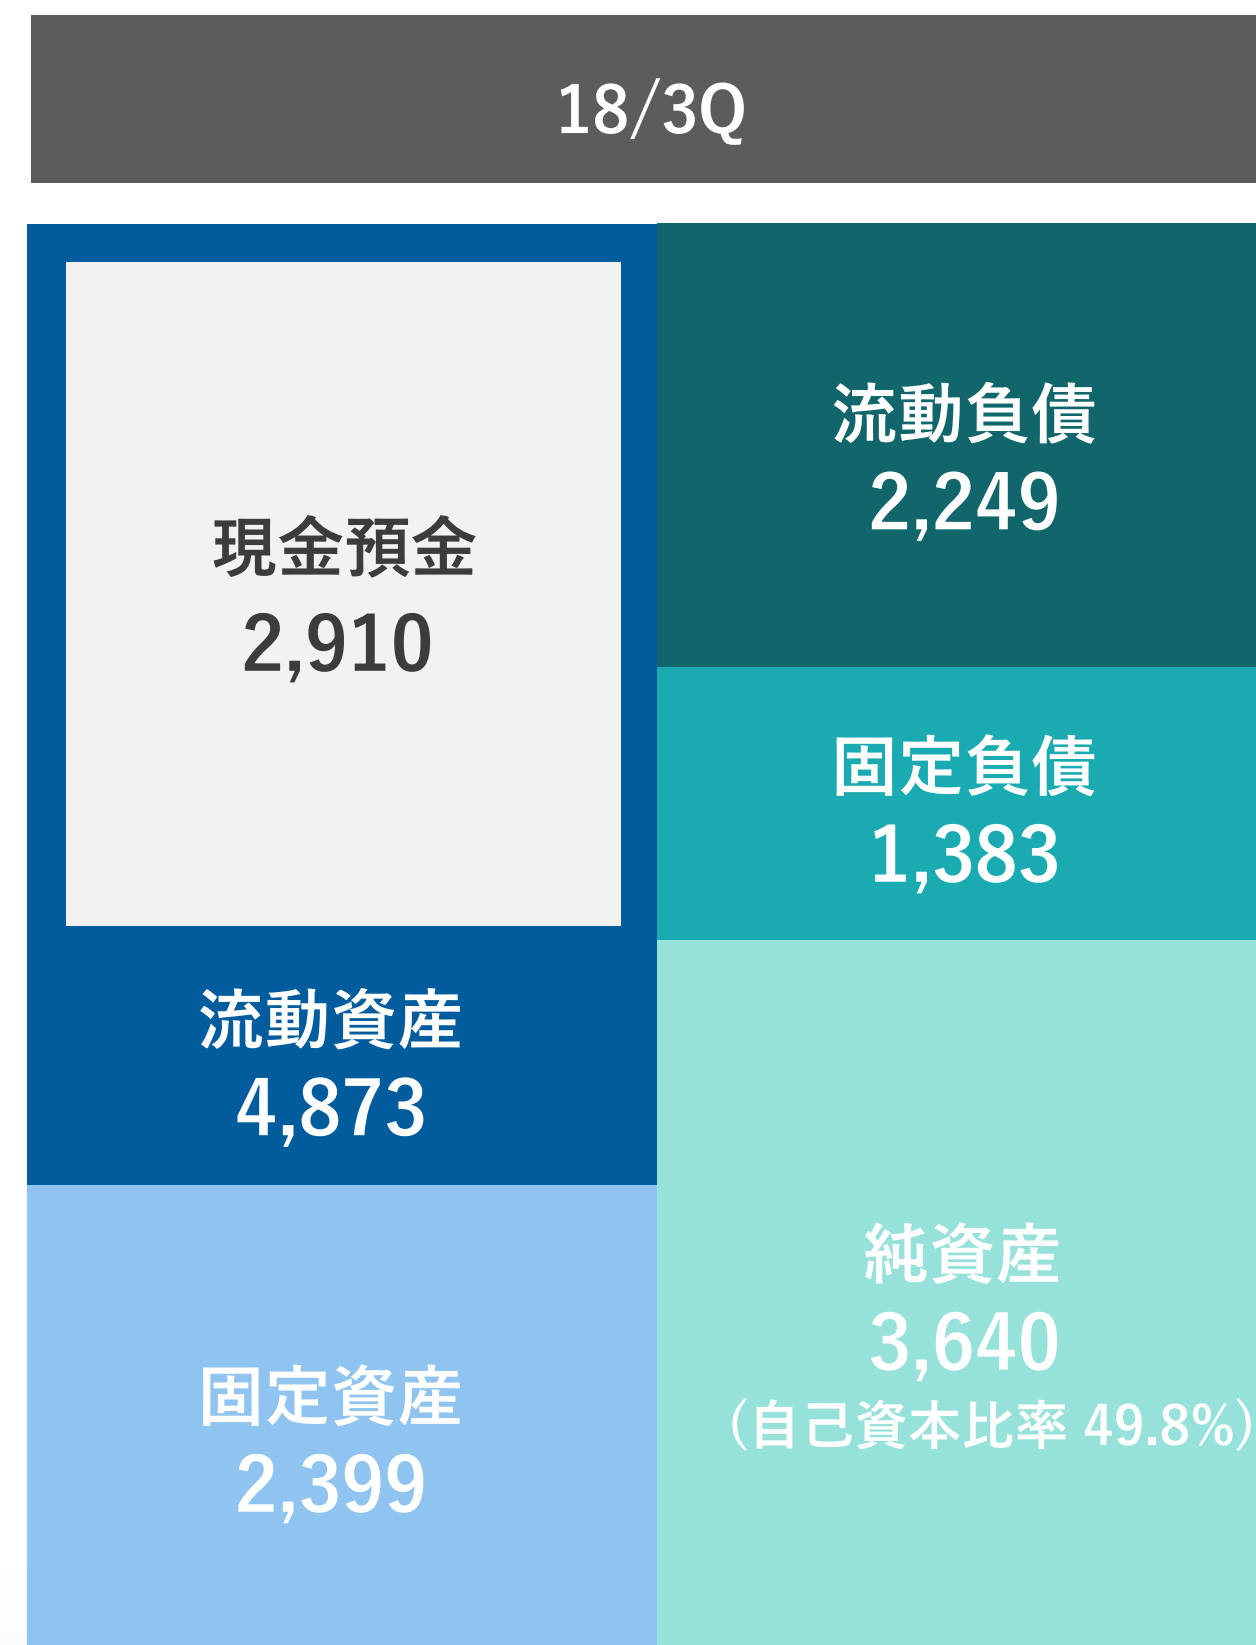 18/3Q
現金預金
2,910
流動資産
4,873
固定資産
2,399
流動負債
2,249
固定負債
1,383
純資産
3,640
(自己資本比率 49.8%)